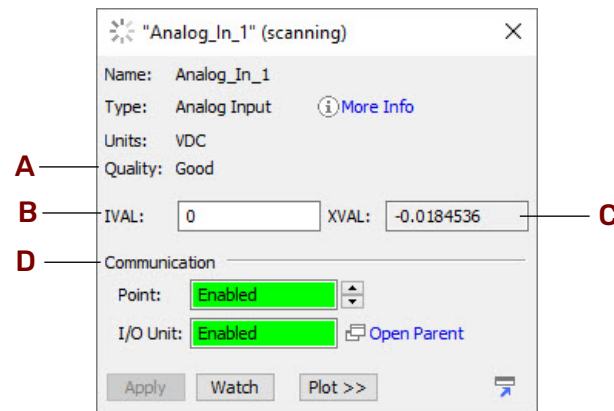 "Analog_In_1" (scanning)
Name: Analog_In_1
Type: Analog Input More Info
Units: VDC
A Quality: Good
B IVAL: 0 XVAL: -0.0184536 C
D Communication
Point: Enabled
I/O Unit: Enabled Open Parent
Apply Watch Plot >>